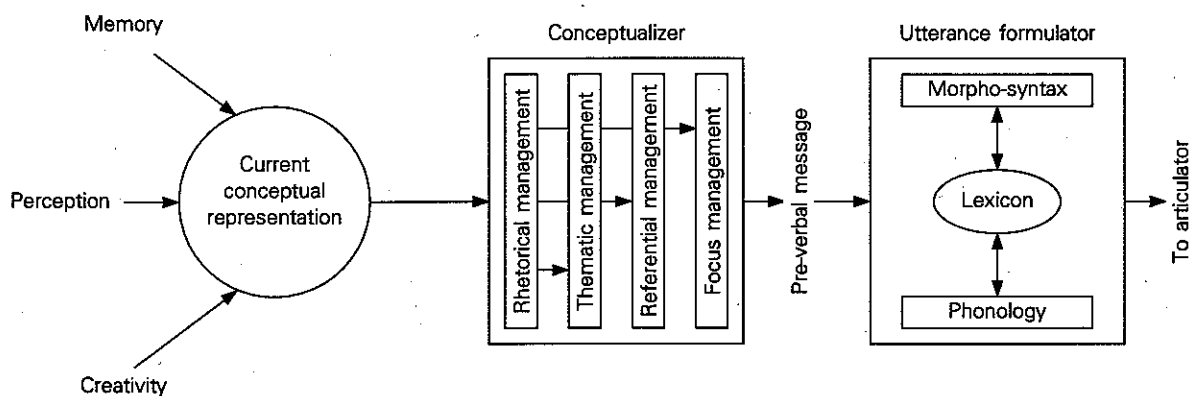 Memory
Perception
Creativity
Current
conceptual
representation
Conceptualizer
Rhetorical management
Thematic management
Referential management
Focus management
Pre-verbal message
Utterance formulator
Morpho-syntax
Lexicon
Phonology
To articulator